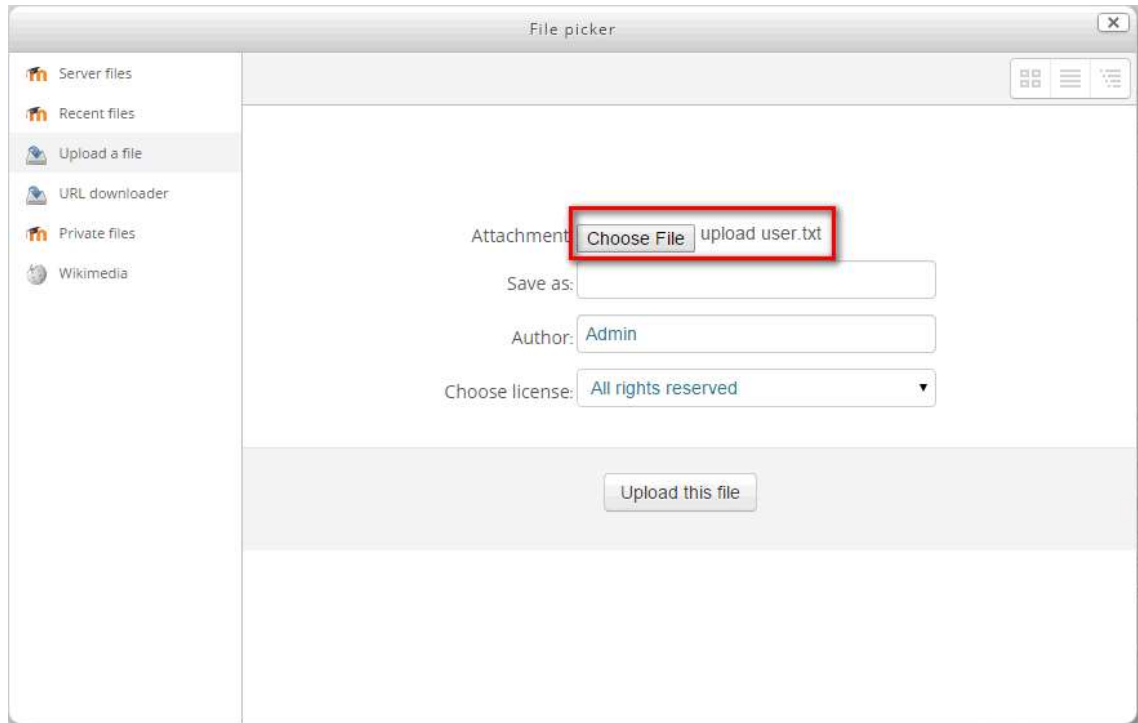 File picker
Server files
Recent files
Upload a file
URL downloader
Private files
Wikimedia
Attachment Choose File upload user.txt
Save as:
Author: Admin
Choose license: All rights reserved
Upload this file